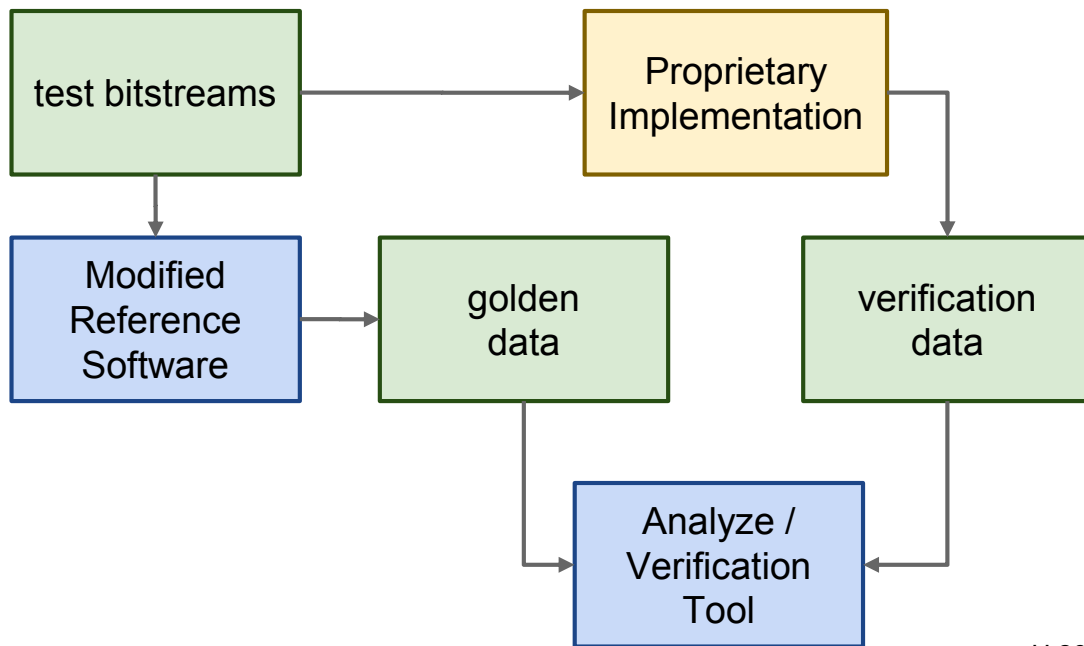 test bitstreams
Proprietary
Implementation
Modified
Reference
Software
golden
data
verification
data
Analyze /
Verification
Tool